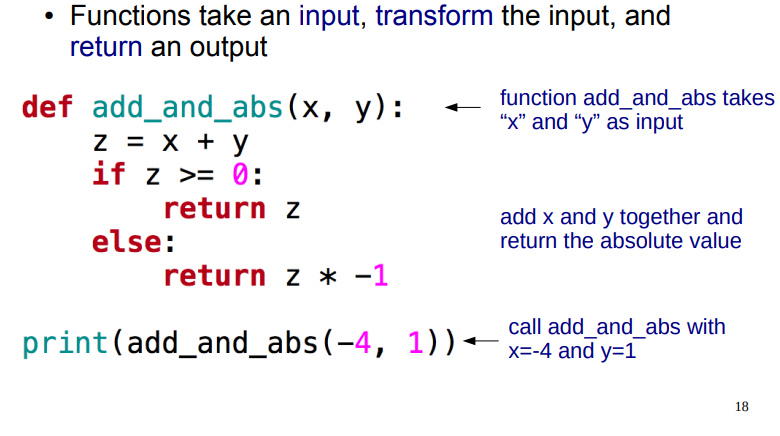 • Functions take an input, transform the input, and
return an output
def add_and_abs(x, y):
function add_and_abs takes
“x” and “y” as input
    z = x + y
    if z >= 0:
        return z
    else:
        return z * -1
add x and y together and
return the absolute value
print(add_and_abs(-4, 1))
call add_and_abs with
x=-4 and y=1
18